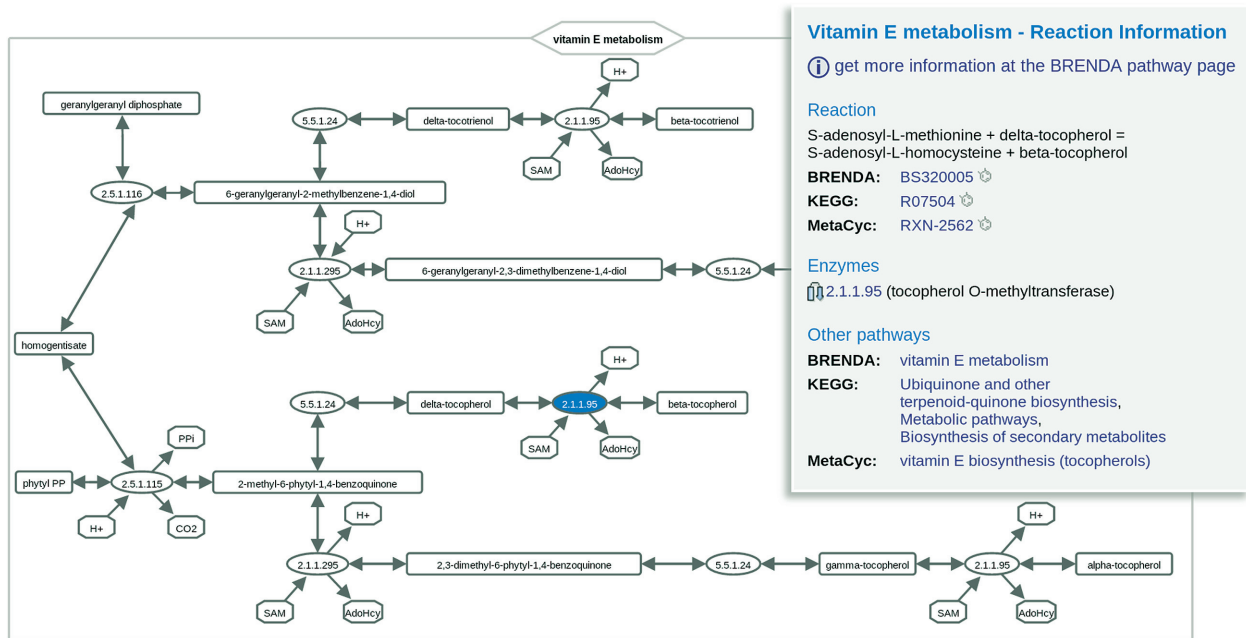 vitamin E metabolism
H+
geranylgeranyl diphosphate
5.5.1.24
delta-tocotrienol
2.1.1.95
beta-tocotrienol
SAM
AdoHcy
2.5.1.116
6-geranylgeranyl-2-methylbenzene-1,4-diol
H+
2.1.1.295
6-geranylgeranyl-2,3-dimethylbenzene-1,4-diol
5.5.1.24
SAM
AdoHcy
homogentisate
H+
5.5.1.24
delta-tocopherol
2.1.1.95
beta-tocopherol
SAM
AdoHcy
PPi
phytyl PP
2.5.1.115
2-methyl-6-phytyl-1,4-benzoquinone
H+
CO2
H+
H+
2.1.1.295
2,3-dimethyl-6-phytyl-1,4-benzoquinone
5.5.1.24
gamma-tocopherol
2.1.1.95
alpha-tocopherol
SAM
AdoHcy
SAM
AdoHcy
Vitamin E metabolism - Reaction Information
i get more information at the BRENDA pathway page
Reaction
S-adenosyl-L-methionine + delta-tocopherol =
S-adenosyl-L-homocysteine + beta-tocopherol
BRENDA: BS320005
KEGG: R07504
MetaCyc: RXN-2562
Enzymes
2.1.1.95 (tocopherol O-methyltransferase)
Other pathways
BRENDA: vitamin E metabolism
KEGG: Ubiquinone and other
terpenoid-quinone biosynthesis,
Metabolic pathways,
Biosynthesis of secondary metabolites
MetaCyc: vitamin E biosynthesis (tocopherols)